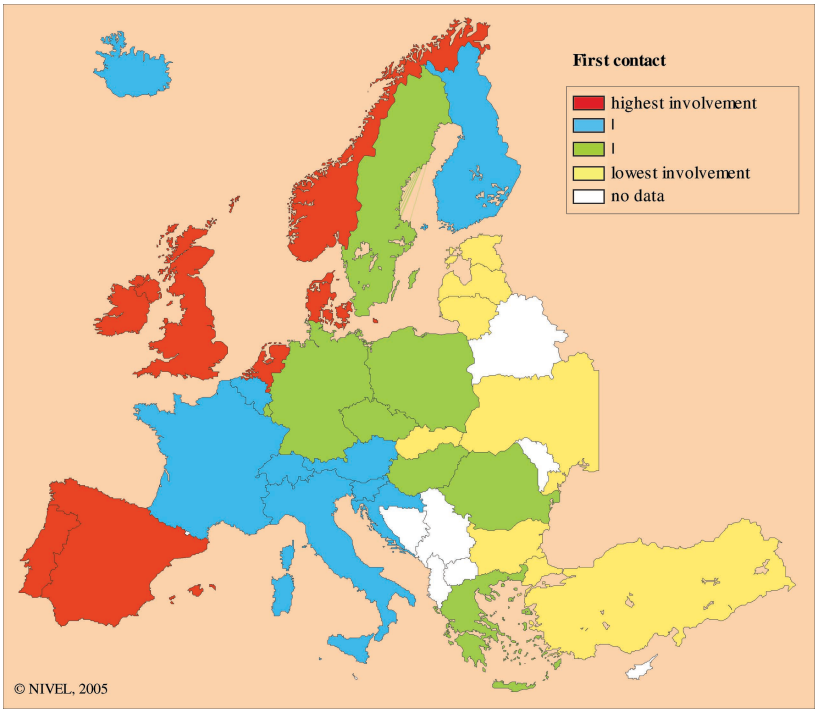 First contact
highest involvement
I
I
lowest involvement
no data
© NIVEL, 2005